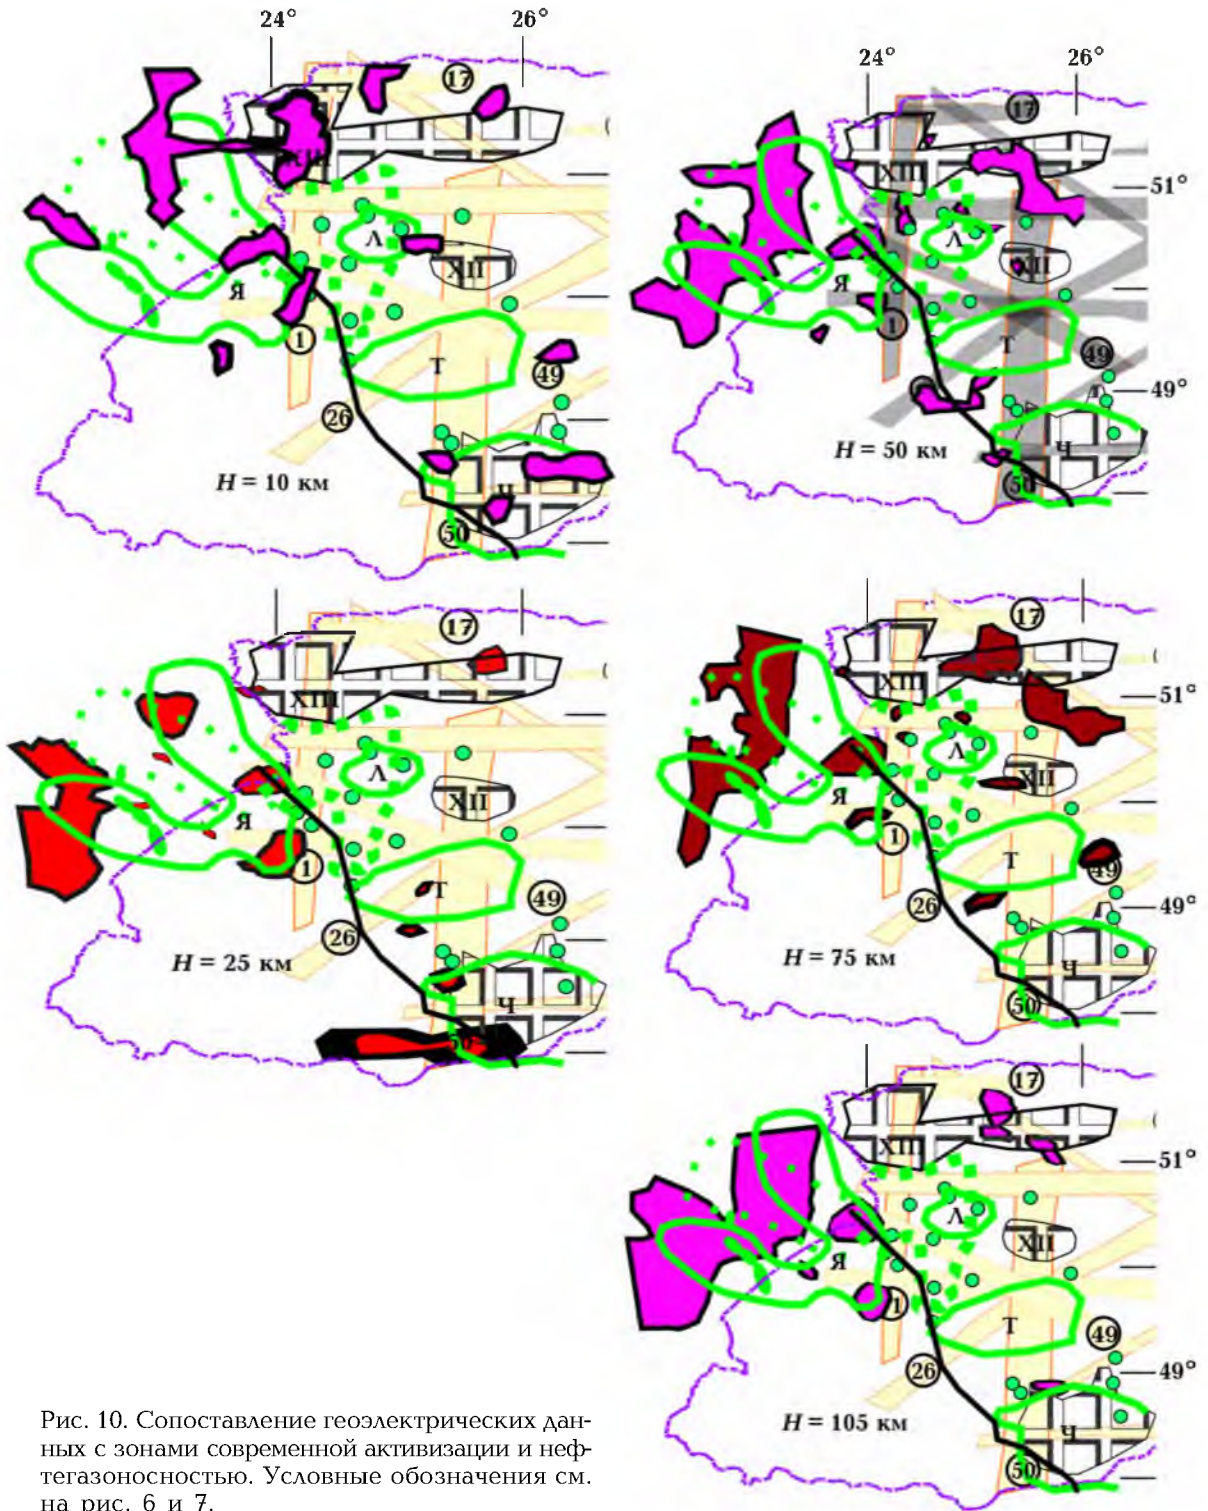 24° 26°
17
XIII
Λ
XII
Я
1
Т
49
26
H = 10 км
Ч
50
24° 26°
17
XIII
51°
Λ
XII
Я
1
Т
49
49°
H = 50 км
Ч
50
17
XIII
Λ
XII
Я
1
Т
49
26
H = 25 км
Ч
50
17
XIII
51°
Λ
XII
Я
1
Т
49
26
49°
H = 75 км
Ч
50
17
XIII
51°
Λ
XII
Я
1
Т
49
26
49°
H = 105 км
Ч
50
Рис. 10. Сопоставление геоэлектрических дан-
ных с зонами современной активизации и неф-
тегазоносностью. Условные обозначения см.
на рис. 6 и 7.